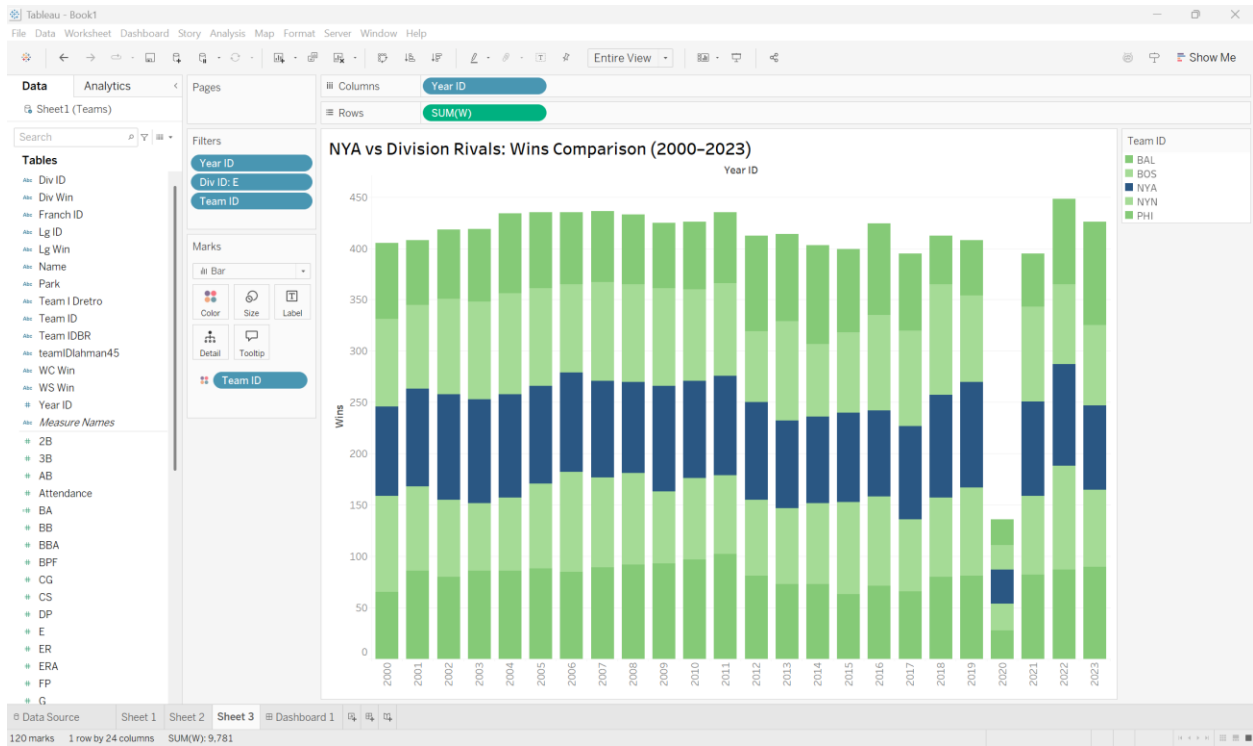 Tableau - Book1
File Data Worksheet Dashboard Story Analysis Map Format Server Window Help
Entire View
Show Me
Data Analytics
Pages
Columns Year ID
Sheet1 (Teams)
Rows SUM(W)
Search
Filters
Year ID
Div ID: E
Team ID
Tables
Div ID
Div Win
Franch ID
Lg ID
Lg Win
Name
Park
Team I Dretro
Team ID
Team IDBR
teamIDlahman45
WC Win
WS Win
Year ID
Measure Names
2B
3B
AB
Attendance
BA
BB
BBA
BPF
CG
CS
DP
E
ER
ERA
FP
G
Marks
Bar
Color Size Label
Detail Tooltip
Team ID
NYA vs Division Rivals: Wins Comparison (2000–2023)
Year ID
Wins
450
400
350
300
250
200
150
100
50
0
2000 2001 2002 2003 2004 2005 2006 2007 2008 2009 2010 2011 2012 2013 2014 2015 2016 2017 2018 2019 2020 2021 2022 2023
Team ID
BAL
BOS
NYA
NYN
PHI
Data Source Sheet 1 Sheet 2 Sheet 3 Dashboard 1
120 marks 1 row by 24 columns SUM(W): 9,781